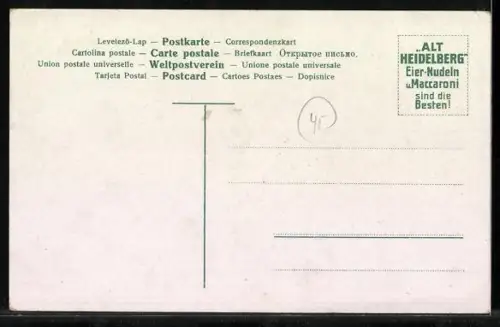 Levelező-Lap — Postkarte — Correspondenzkart
Cartolina postale — Carte postale — Briefkaart - Открытое письмо.
Union postale universelle — Weltpostverein — Unione postale universale
Tarjeta Postal — Postcard — Cartoes Postaes — Dopisnice
„ALT
HEIDELBERG"
Eier-Nudeln
u. Maccaroni
sind die
Besten!
45